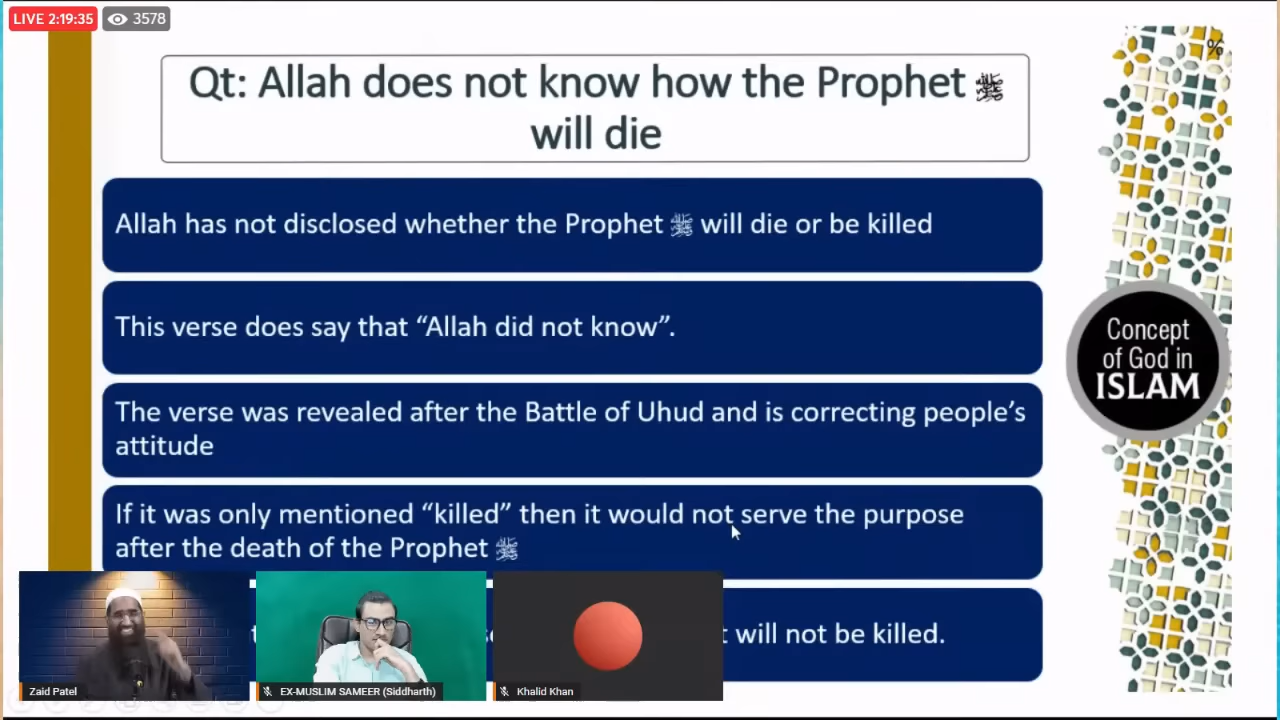 LIVE 2:19:35
3578
Qt: Allah does not know how the Prophet ﷺ
will die
Allah has not disclosed whether the Prophet ﷺ will die or be killed
This verse does say that “Allah did not know”.
The verse was revealed after the Battle of Uhud and is correcting people’s
attitude
If it was only mentioned “killed” then it would not serve the purpose
after the death of the Prophet ﷺ
will not be killed.
%
Concept
of God in
ISLAM
Zaid Patel
EX-MUSLIM SAMEER (Siddharth)
Khalid Khan